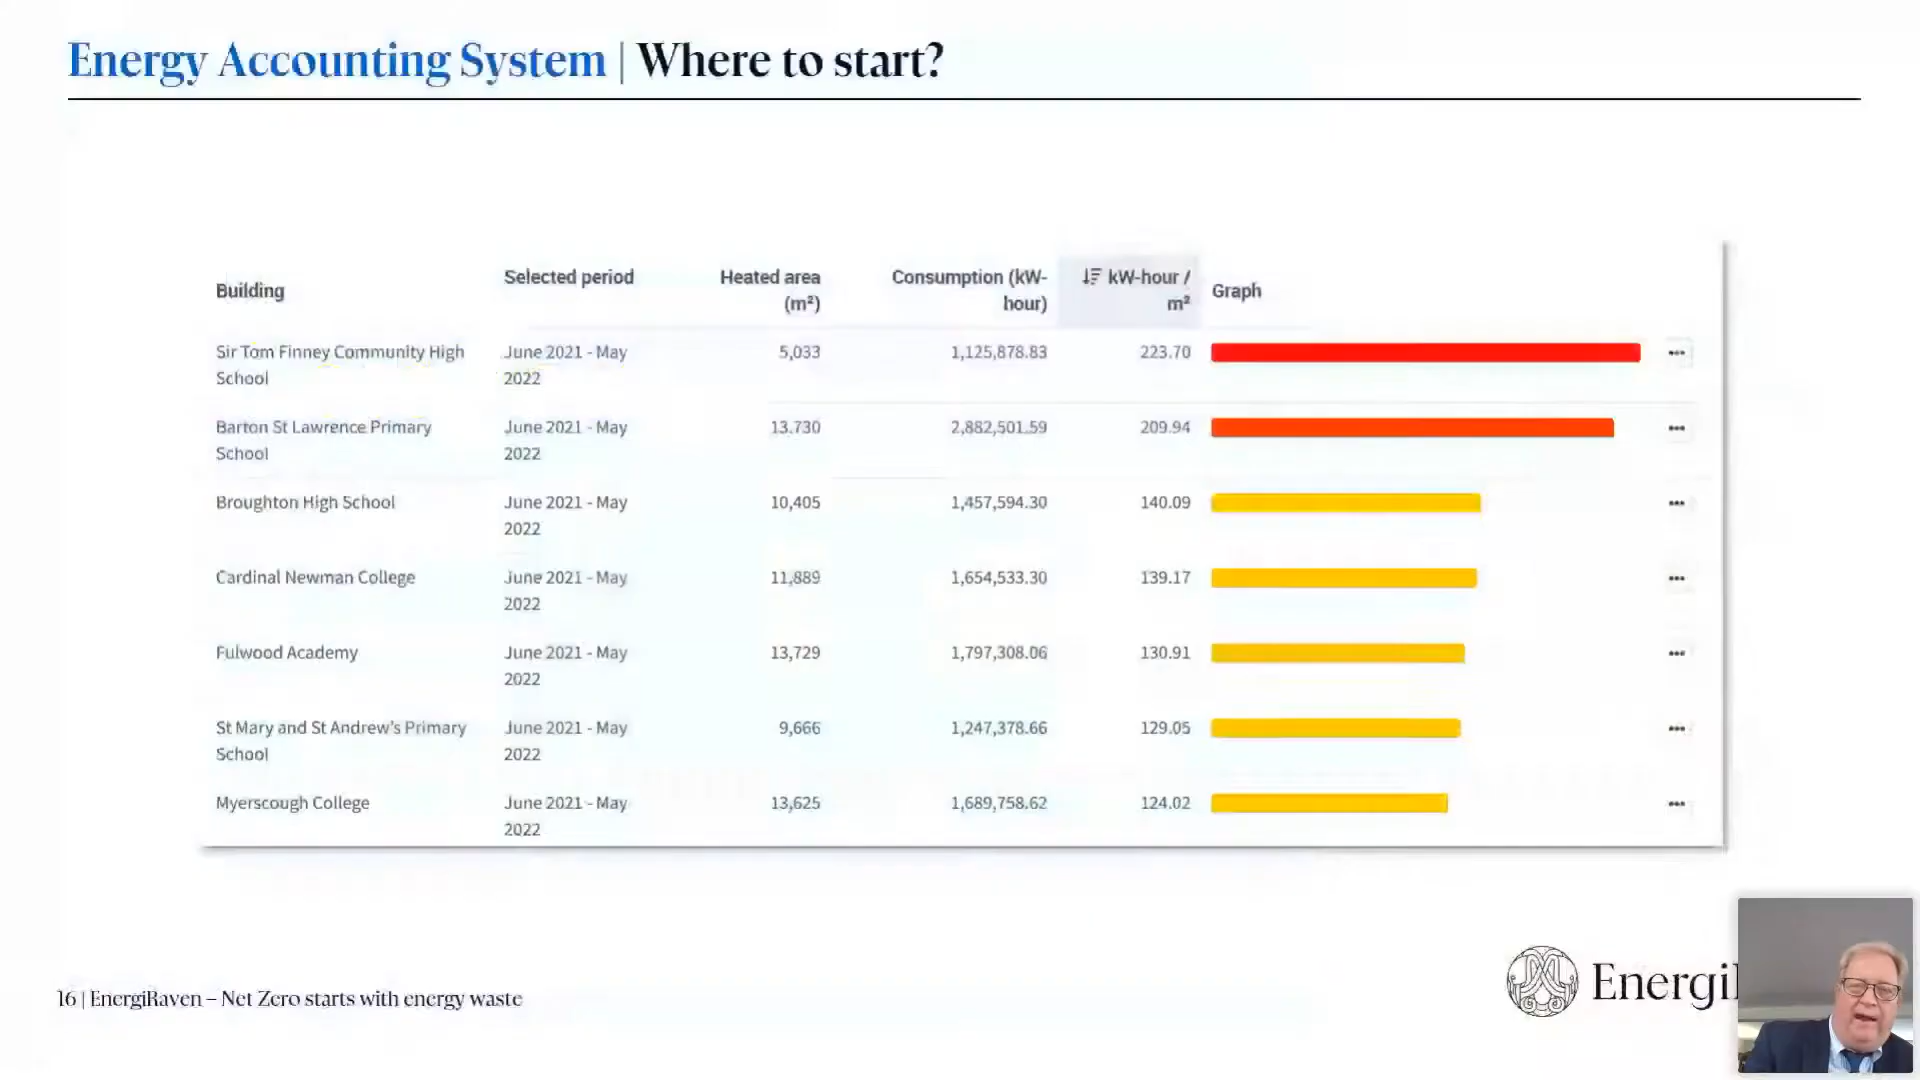 Energy Accounting System | Where to start?
Building Selected period Heated area (m²) Consumption (kW-hour) kW-hour / m² Graph
Sir Tom Finney Community High School June 2021 - May 2022 5,033 1,125,878.83 223.70
Barton St Lawrence Primary School June 2021 - May 2022 13.730 2,882,501.59 209.94
Broughton High School June 2021 - May 2022 10,405 1,457,594.30 140.09
Cardinal Newman College June 2021 - May 2022 11,889 1,654,533.30 139.17
Fulwood Academy June 2021 - May 2022 13,729 1,797,308.06 130.91
St Mary and St Andrew's Primary School June 2021 - May 2022 9,666 1,247,378.66 129.05
Myerscough College June 2021 - May 2022 13,625 1,689,758.62 124.02
16 | EnergiRaven – Net Zero starts with energy waste
Energi